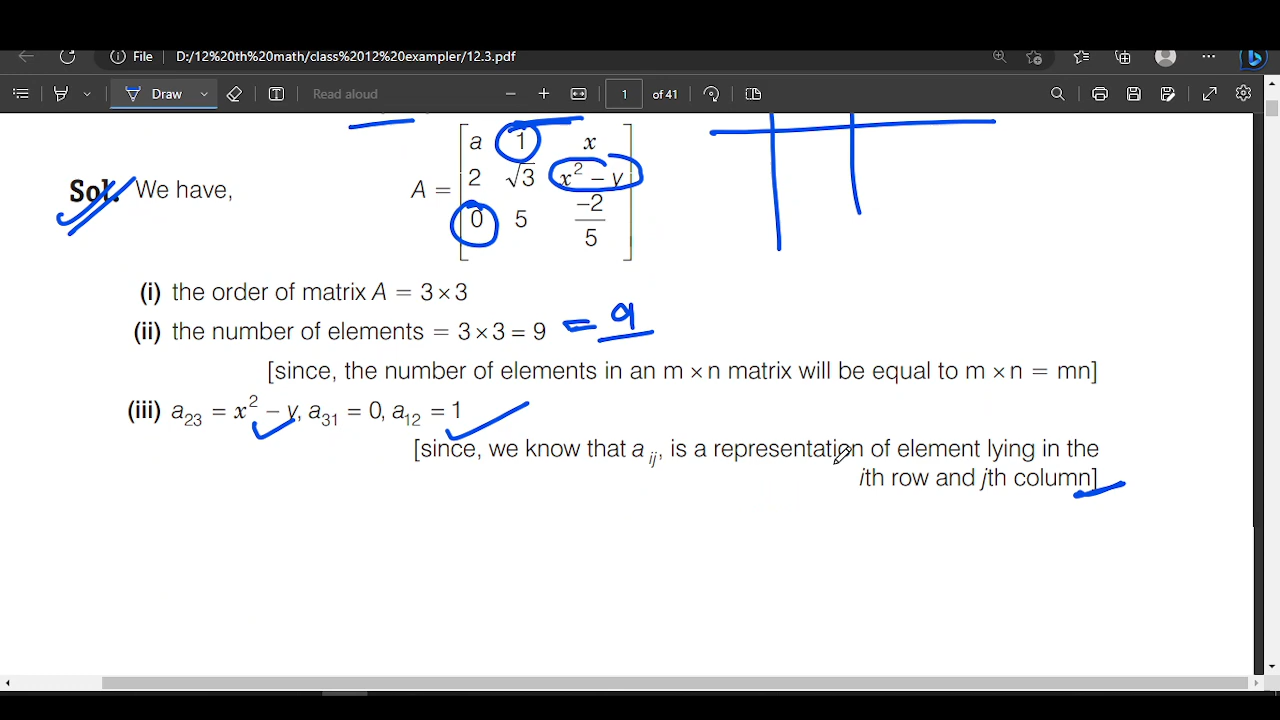 File D:/12%20th%20math/class%2012%20exampler/12.3.pdf
Draw Read aloud 1 of 41
a 1 x
Sol. We have, A = 2 √3 x² – y
0 5 -2/5
(i) the order of matrix A = 3 × 3
(ii) the number of elements = 3 × 3 = 9 = 9
[since, the number of elements in an m × n matrix will be equal to m × n = mn]
(iii) a₂₃ = x² – y, a₃₁ = 0, a₁₂ = 1
[since, we know that a ij, is a representation of element lying in the
ith row and jth column]